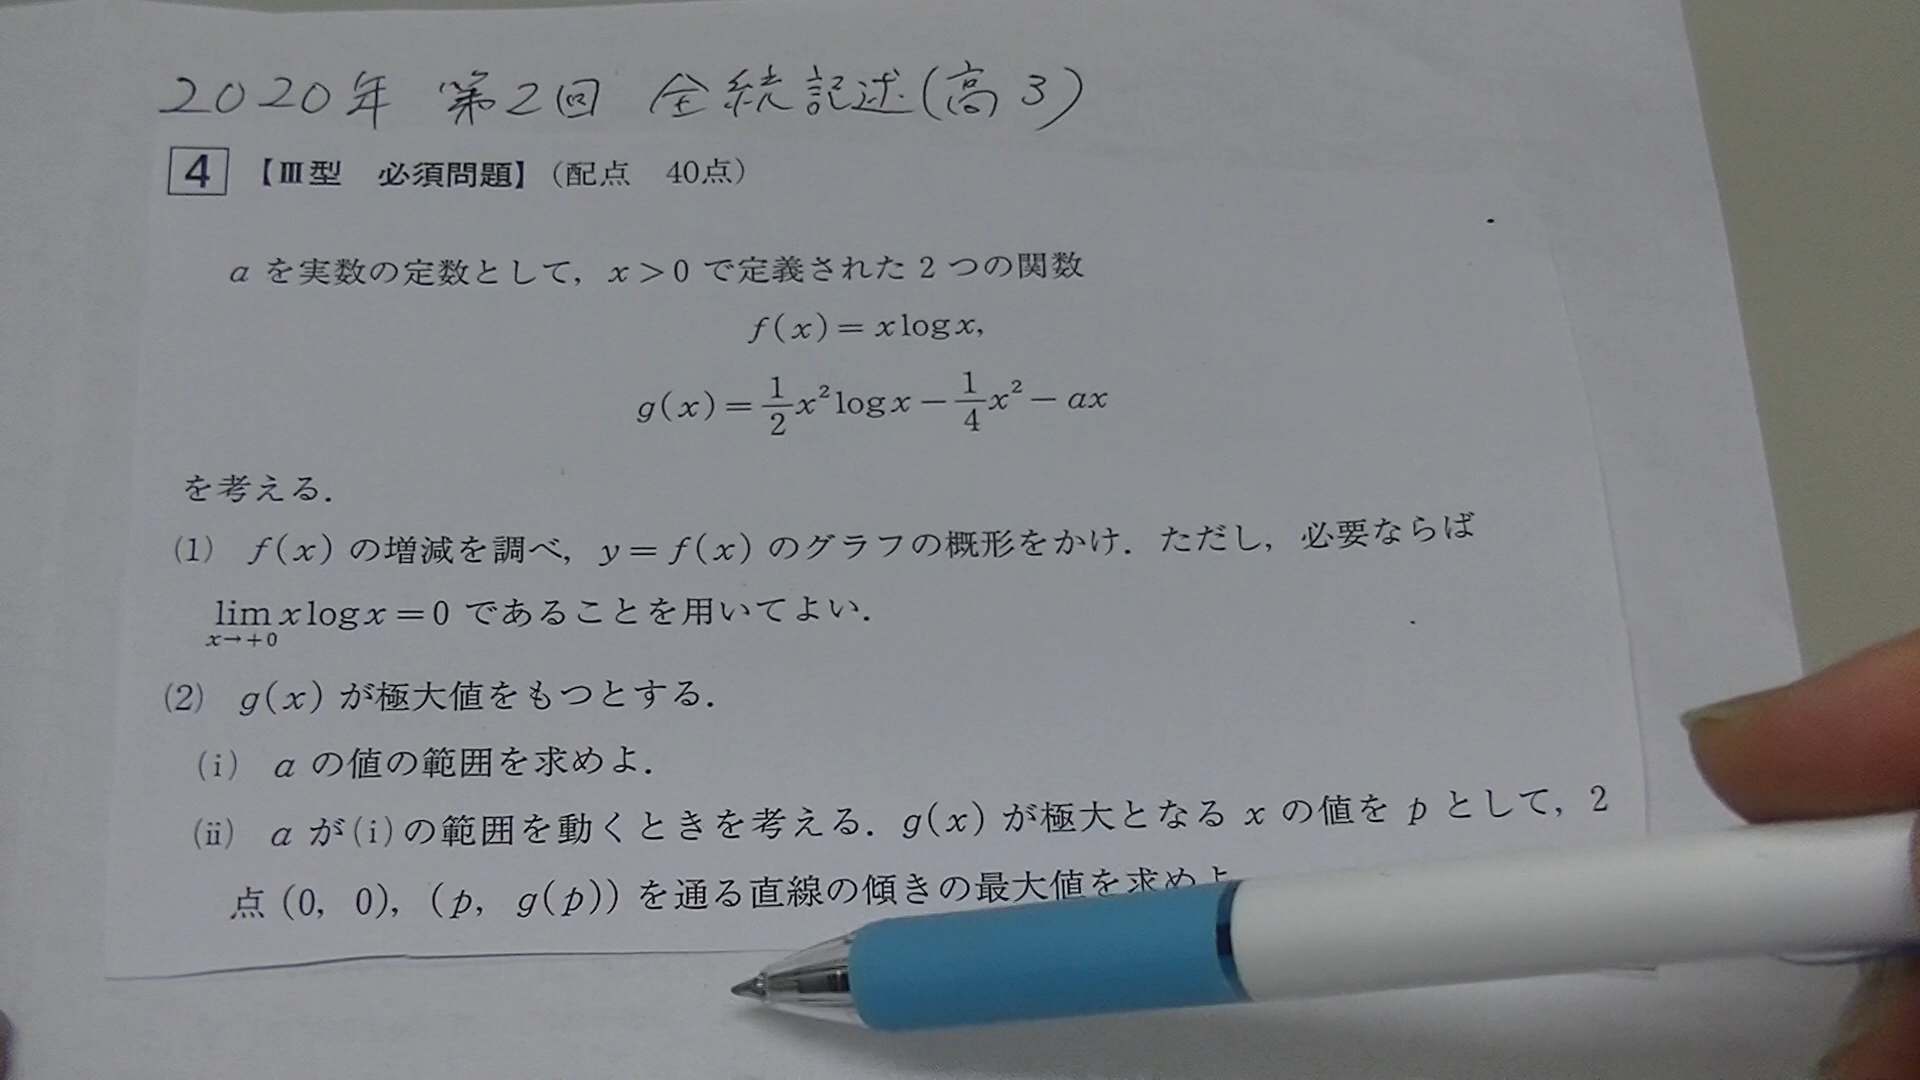 2020年 第2回 全統記述(高3)
4 【Ⅲ型 必須問題】(配点 40点)
a を実数の定数として, x>0 で定義された 2 つの関数
f(x)=x log x,
g(x)=1/2 x² log x − 1/4 x² − ax
を考える.
(1) f(x) の増減を調べ, y=f(x) のグラフの概形をかけ. ただし, 必要ならば
lim x→+0 x log x=0 であることを用いてよい.
(2) g(x) が極大値をもつとする.
(i) a の値の範囲を求めよ.
(ii) a が(i)の範囲を動くときを考える. g(x) が極大となる x の値を p として, 2
点 (0, 0), (p, g(p)) を通る直線の傾きの最大値を求めよ